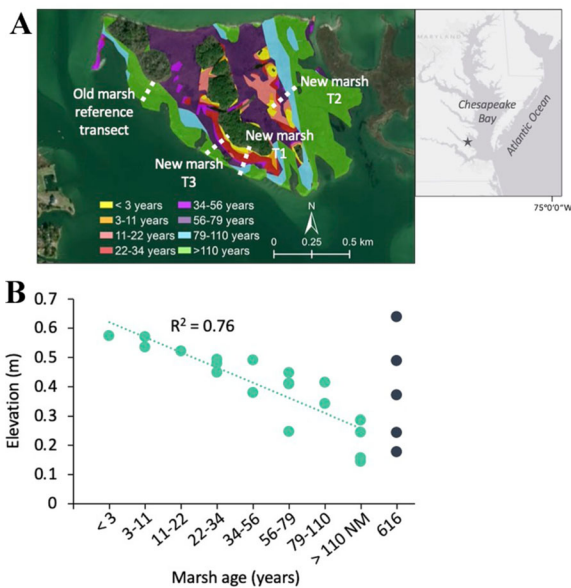 A
Old marsh
reference
transect
New marsh
T2
New marsh
T1
New marsh
T3
< 3 years
3-11 years
11-22 years
22-34 years
34-56 years
56-79 years
79-110 years
>110 years
N
0 0.25 0.5 km
MARYLAND
Chesapeake
Bay
Atlantic Ocean
75°0'0"W
B
0.7
0.6
0.5
0.4
0.3
0.2
0.1
0
R² = 0.76
Elevation (m)
< 3
3-11
11-22
22-34
34-56
56-79
79-110
> 110 NM
616
Marsh age (years)